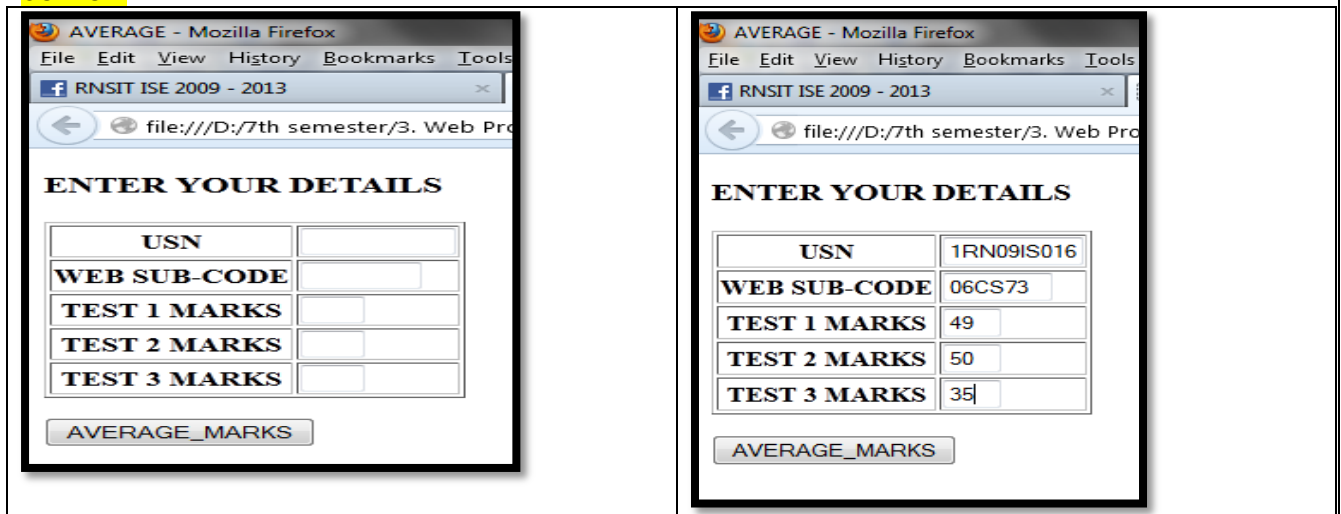 AVERAGE - Mozilla Firefox
File Edit View History Bookmarks Tools
RNSIT ISE 2009 - 2013 ×
file:///D:/7th semester/3. Web Pro
ENTER YOUR DETAILS
USN
WEB SUB-CODE
TEST 1 MARKS
TEST 2 MARKS
TEST 3 MARKS
AVERAGE_MARKS
AVERAGE - Mozilla Firefox
File Edit View History Bookmarks Tools
RNSIT ISE 2009 - 2013 ×
file:///D:/7th semester/3. Web Pro
ENTER YOUR DETAILS
USN 1RN09IS016
WEB SUB-CODE 06CS73
TEST 1 MARKS 49
TEST 2 MARKS 50
TEST 3 MARKS 35
AVERAGE_MARKS